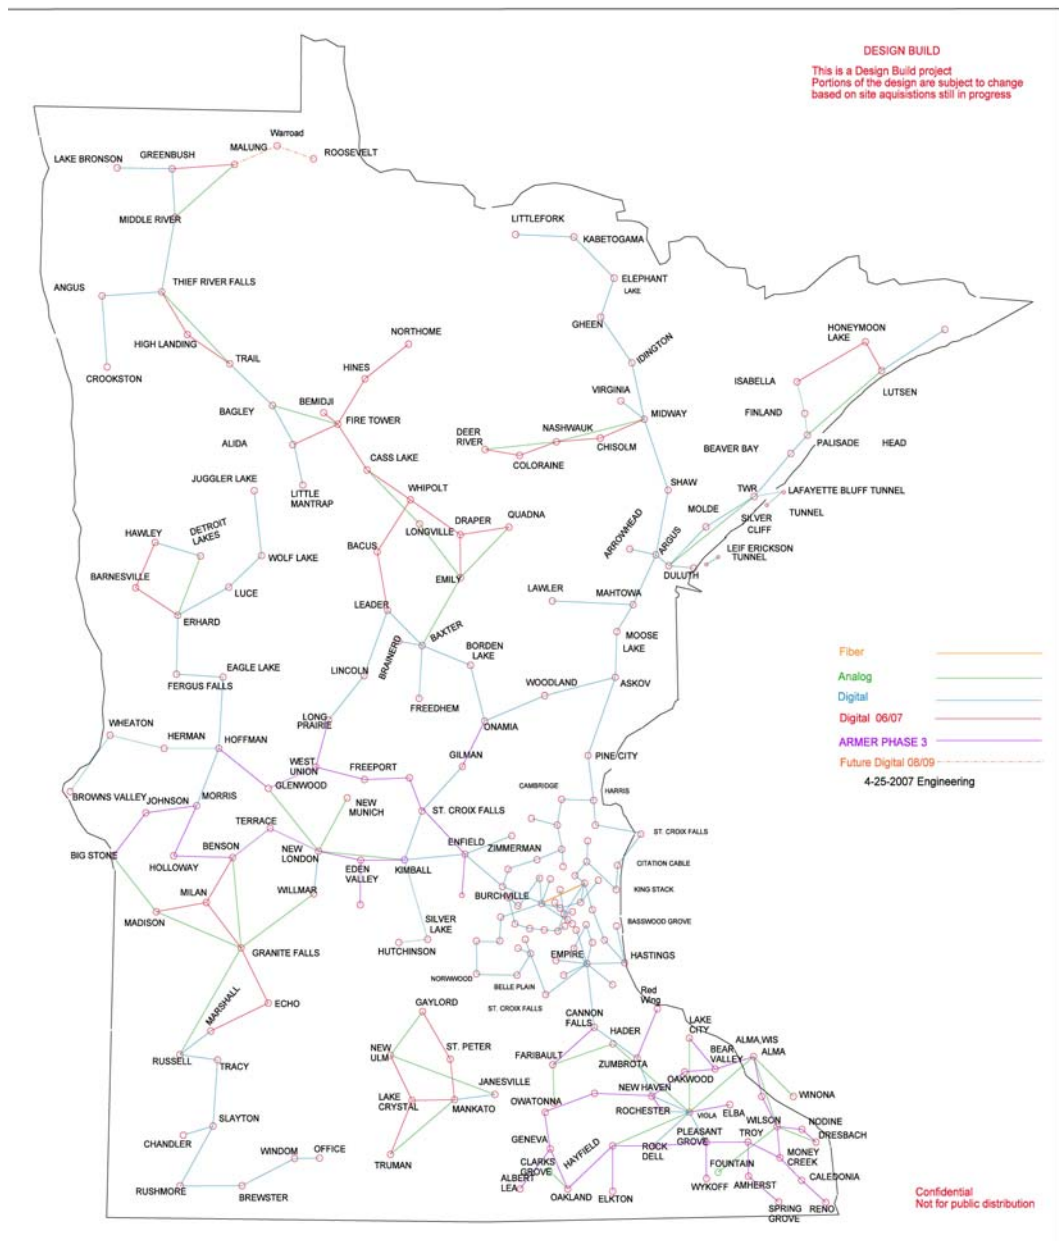 DESIGN BUILD
This is a Design Build project
Portions of the design are subject to change
based on site aquisistions still in progress
Warroad
MALUNG
ROOSEVELT
GREENBUSH
LAKE BRONSON
MIDDLE RIVER
LITTLEFORK
KABETOGAMA
ELEPHANT
LAKE
THIEF RIVER FALLS
ANGUS
GHEEN
HIGH LANDING
NORTHOME
IDINGTON
HONEYMOON
LAKE
TRAIL
HINES
CROOKSTON
ISABELLA
LUTSEN
VIRGINIA
BEMIDJI
BAGLEY
FIRE TOWER
MIDWAY
FINLAND
NASHWAUK
DEER
RIVER
CHISOLM
ALIDA
COLORAINE
PALISADE
HEAD
BEAVER BAY
CASS LAKE
JUGGLER LAKE
LITTLE
MANTRAP
WHIPOLT
SHAW
TWR
LAFAYETTE BLUFF TUNNEL
MOLDE
SILVER
CLIFF
TUNNEL
QUADNA
DRAPER
LONGVILLE
DETROIT
LAKES
HAWLEY
ARROWHEAD
ARGUS
LEIF ERICKSON
TUNNEL
BACUS
WOLF LAKE
BARNESVILLE
EMILY
DULUTH
LUCE
LAWLER
MAHTOWA
LEADER
ERHARD
BAXTER
BRAINERD
MOOSE
LAKE
BORDEN
LAKE
Fiber
EAGLE LAKE
LINCOLN
FERGUS FALLS
Analog
ASKOV
WOODLAND
Digital
FREEDHEM
Digital 06/07
LONG
PRAIRIE
ONAMIA
WHEATON
HERMAN
HOFFMAN
ARMER PHASE 3
GILMAN
PINE CITY
Future Digital 08/09
WEST
UNION
FREEPORT
4-25-2007 Engineering
GLENWOOD
CAMBRIDGE
HARRIS
BROWNS VALLEY
JOHNSON
MORRIS
NEW
MUNICH
ST. CROIX FALLS
TERRACE
ST. CROIX FALLS
BENSON
ENFIELD
ZIMMERMAN
BIG STONE
NEW
LONDON
HOLLOWAY
EDEN
VALLEY
KIMBALL
CITATION CABLE
MILAN
WILLMAR
BURCHVILLE
KING STACK
MADISON
SILVER
LAKE
BASSWOOD GROVE
HUTCHINSON
GRANITE FALLS
EMPIRE
HASTINGS
NORWWOOD
BELLE PLAIN
Red
Wing
ECHO
GAYLORD
ST. CROIX FALLS
CANNON
FALLS
MARSHALL
LAKE
CITY
HADER
ALMA,WIS
ALMA
ST. PETER
BEAR
VALLEY
NEW
ULM
FARIBAULT
ZUMBROTA
RUSSELL
TRACY
OAKWOOD
JANESVILLE
NEW HAVEN
WINONA
LAKE
CRYSTAL
MANKATO
OWATONNA
ROCHESTER
VIOLA
ELBA
SLAYTON
WILSON
NODINE
PLEASANT
GROVE
TROY
DRESBACH
CHANDLER
GENEVA
HAYFIELD
ROCK
DELL
WINDOM
OFFICE
TRUMAN
CLARKS
GROVE
MONEY
CREEK
FOUNTAIN
ALBERT
LEA
WYKOFF
AMHERST
CALEDONIA
RUSHMORE
BREWSTER
OAKLAND
ELKTON
SPRING
GROVE
RENO
Confidential
Not for public distribution